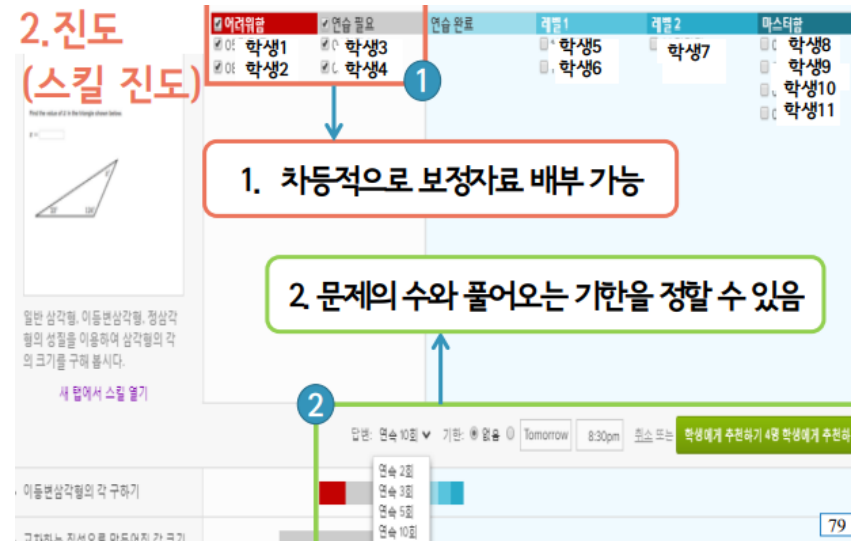 2.진도
(스킬 진도)
어려워함
연습 필요
연습 완료
레벨 1
레벨 2
마스터함
학생1
학생3
학생5
학생7
학생8
학생2
학생4
학생6
학생9
학생10
학생11
1
1. 차등적으로 보정자료 배부 가능
2. 문제의 수와 풀어오는 기한을 정할 수 있음
Find the value of in the triangle shown below.
일반 삼각형, 이등변삼각형, 정삼각
형의 성질을 이용하여 삼각형의 각
의 크기를 구해 봅시다.
새 탭에서 스킬 열기
2
답변: 연속 10회 기한: 없음 Tomorrow 8:30pm 취소 또는 학생에게 추천하기 4명 학생에게 추천하
연속 2회
연속 3회
연속 5회
연속 10회
이등변삼각형의 각 구하기
79